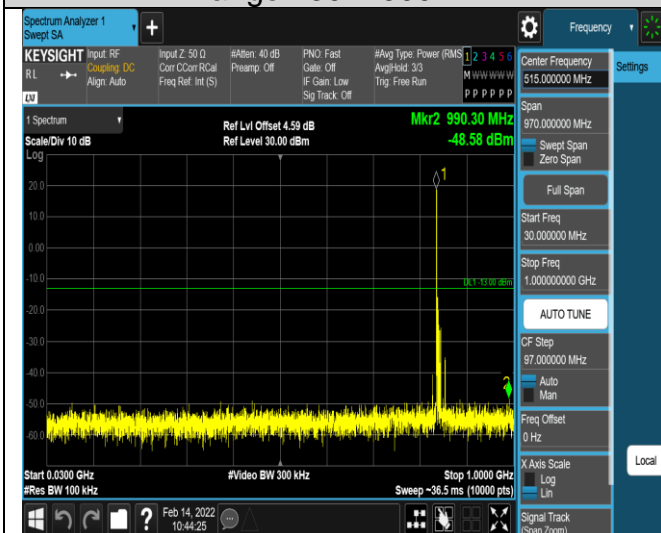 Spectrum Analyzer 1
Swept SA
+
Frequency
KEYSIGHT
RL
LXI
Input: RF
Coupling: DC
Align: Auto
Input Z: 50 Ω
Corr CCorr RCal
Freq Ref: Int (S)
#Atten: 40 dB
Preamp: Off
PNO: Fast
Gate: Off
IF Gain: Low
Sig Track: Off
#Avg Type: Power (RMS
Avg|Hold: 3/3
Trig: Free Run
1 2 3 4 5 6
M W W W W W
P P P P P P
1 Spectrum
Scale/Div 10 dB
Log
Ref Lvl Offset 4.59 dB
Ref Level 30.00 dBm
Mkr2 990.30 MHz
-48.58 dBm
1
20.0
10.0
0.00
-10.0
DL1 -13.00 dBm
-20.0
-30.0
-40.0
2
-50.0
-60.0
Start 0.0300 GHz
#Res BW 100 kHz
#Video BW 300 kHz
Stop 1.0000 GHz
Sweep ~36.5 ms (10000 pts)
?
Feb 14, 2022
10:44:25
Center Frequency
515.000000 MHz
Settings
Span
970.000000 MHz
Swept Span
Zero Span
Full Span
Start Freq
30.000000 MHz
Stop Freq
1.000000000 GHz
AUTO TUNE
CF Step
97.000000 MHz
Auto
Man
Freq Offset
0 Hz
X Axis Scale
Log
Lin
Local
Signal Track
(Span Zoom)